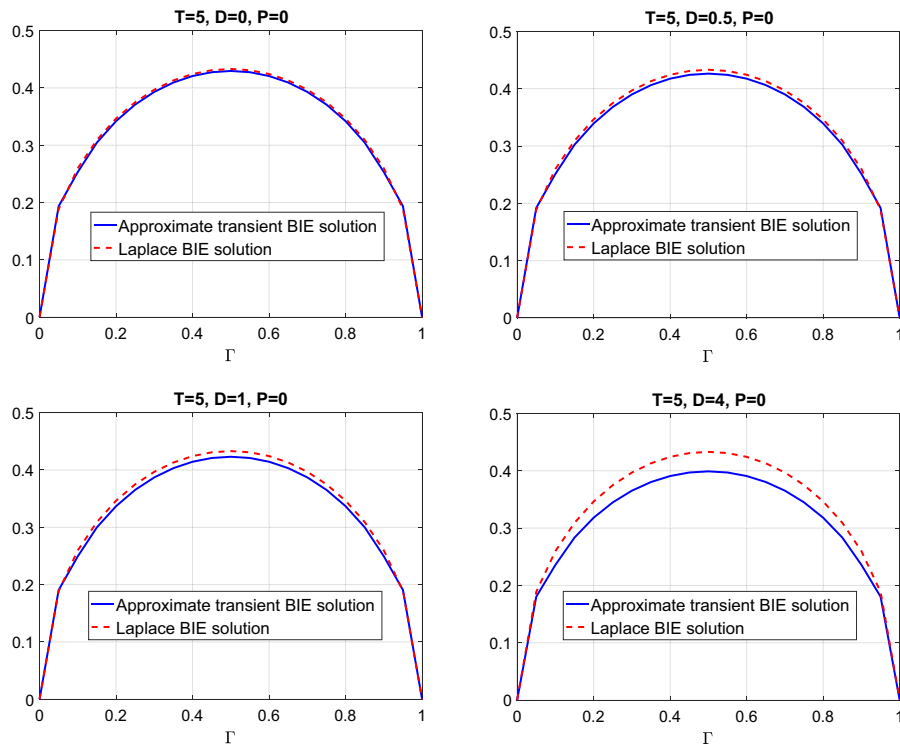 T=5, D=0, P=0
0.5
0.4
0.3
0.2
0.1
0
Approximate transient BIE solution
Laplace BIE solution
0 0.2 0.4 0.6 0.8 1
Γ
T=5, D=0.5, P=0
0.5
0.4
0.3
0.2
0.1
0
Approximate transient BIE solution
Laplace BIE solution
0 0.2 0.4 0.6 0.8 1
Γ
T=5, D=1, P=0
0.5
0.4
0.3
0.2
0.1
0
Approximate transient BIE solution
Laplace BIE solution
0 0.2 0.4 0.6 0.8 1
Γ
T=5, D=4, P=0
0.5
0.4
0.3
0.2
0.1
0
Approximate transient BIE solution
Laplace BIE solution
0 0.2 0.4 0.6 0.8 1
Γ